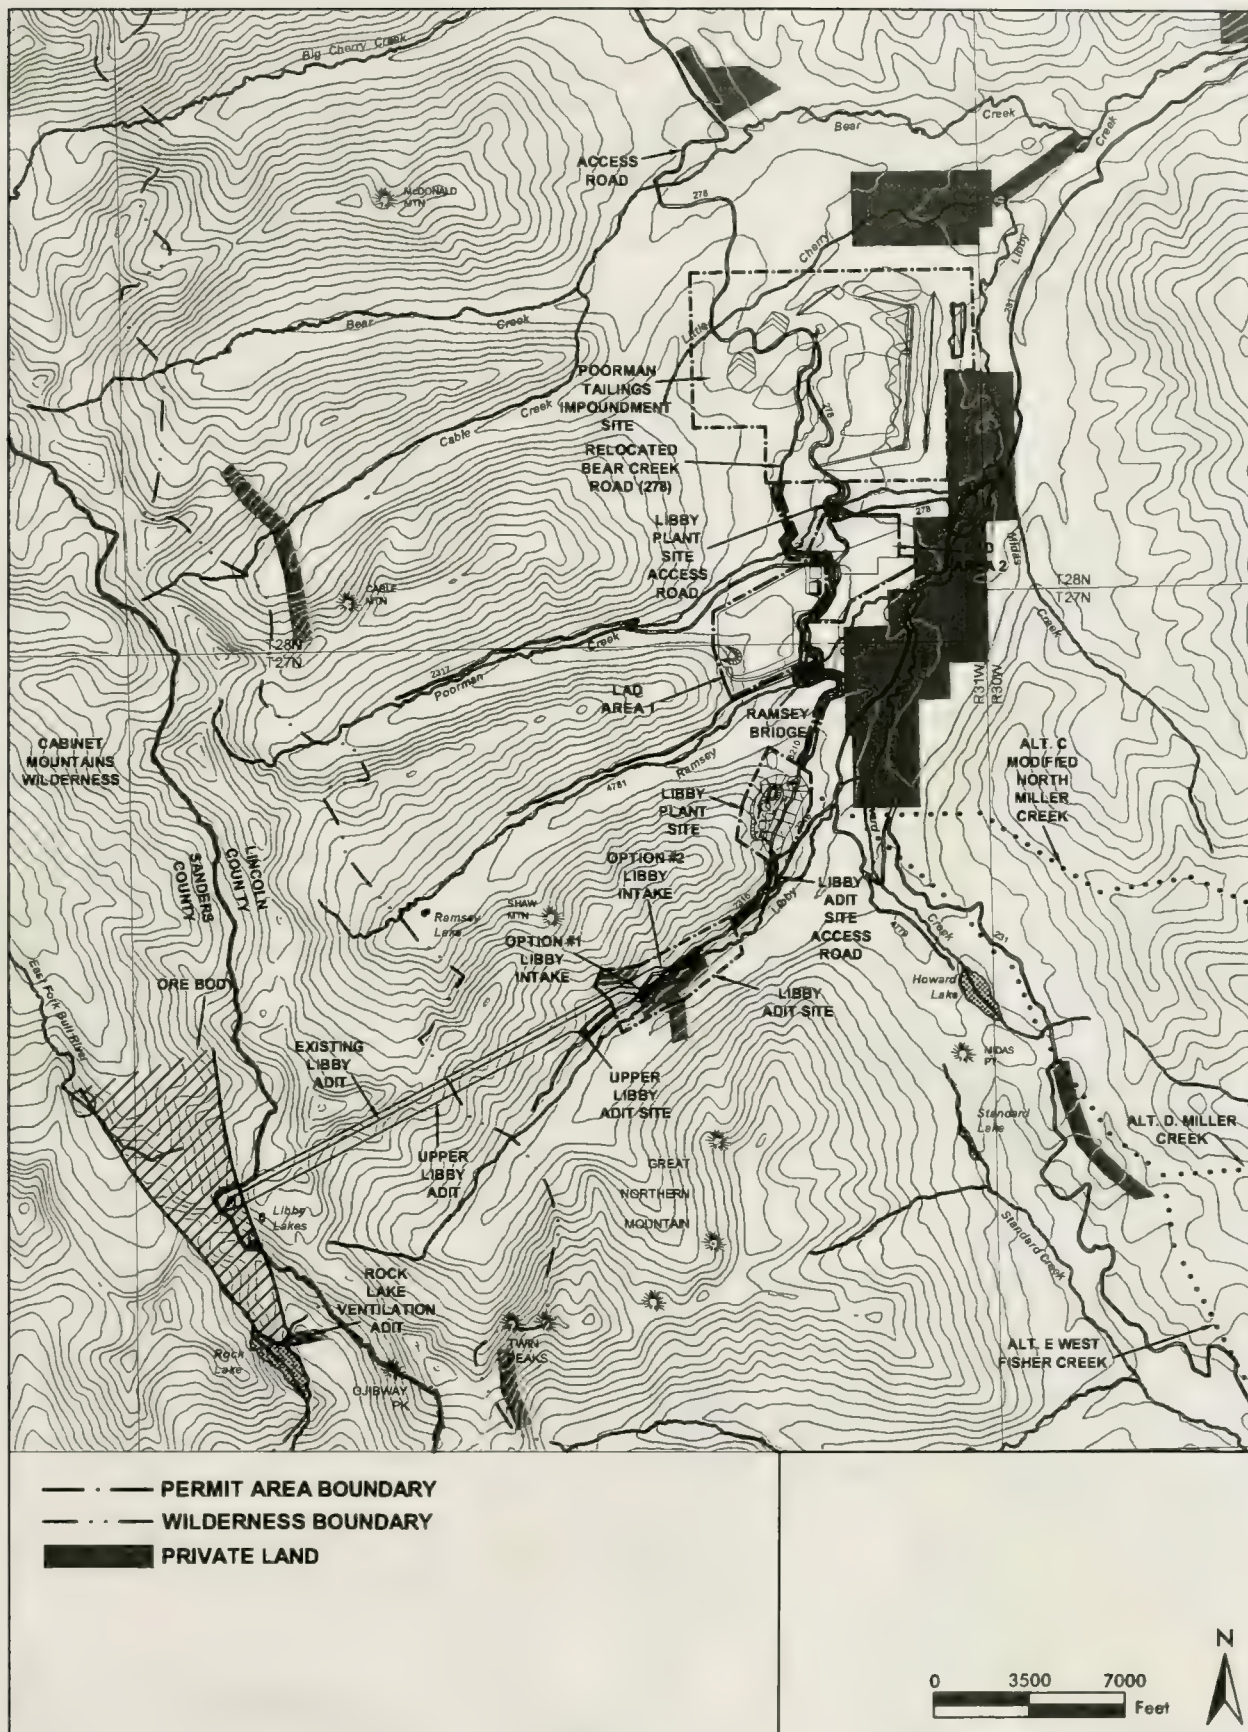 Big Cherry Creek
Bear
Creek
Creek
ACCESS
ROAD
278
McDONALD
MTN
Cherry
Libby
231
Little
Bear
Creek
POORMAN
TAILINGS
IMPOUNDMENT
SITE
Creek
Cable
278
RELOCATED
BEAR CREEK
ROAD (278)
278
LIBBY
PLANT
SITE
ACCESS
ROAD
Midas
LAD
AREA 2
T28N
T27N
CABLE
MTN
Creek
T28N
T27N
Creek
2317
Poorman
R31W
R30W
LAD
AREA 1
RAMSEY
BRIDGE
CABINET
MOUNTAINS
WILDERNESS
ALT. C
MODIFIED
NORTH
MILLER
CREEK
Ramsey
4781
LIBBY
PLANT
SITE
SANDERS
COUNTY
LINCOLN
COUNTY
OPTION #2
LIBBY
INTAKE
2316
Libby
LIBBY
ADIT
SITE
ACCESS
ROAD
SHAW
MTN
Ramsey
Lake
Creek
231
4779
OPTION #1
LIBBY
INTAKE
East Fork Bull River
ORE BODY
Howard
Lake
LIBBY
ADIT SITE
EXISTING
LIBBY
ADIT
MIDAS
PT
UPPER
LIBBY
ADIT SITE
Standard
Lake
ALT. D. MILLER
CREEK
UPPER
LIBBY
ADIT
GREAT
NORTHERN
MOUNTAIN
Libby
Lakes
Standard Creek
ROCK
LAKE
VENTILATION
ADIT
Rock
Lake
TWIN
PEAKS
OJIBWAY
PK
ALT. E WEST
FISHER CREEK
PERMIT AREA BOUNDARY
WILDERNESS BOUNDARY
PRIVATE LAND
N
0 3500 7000
Feet